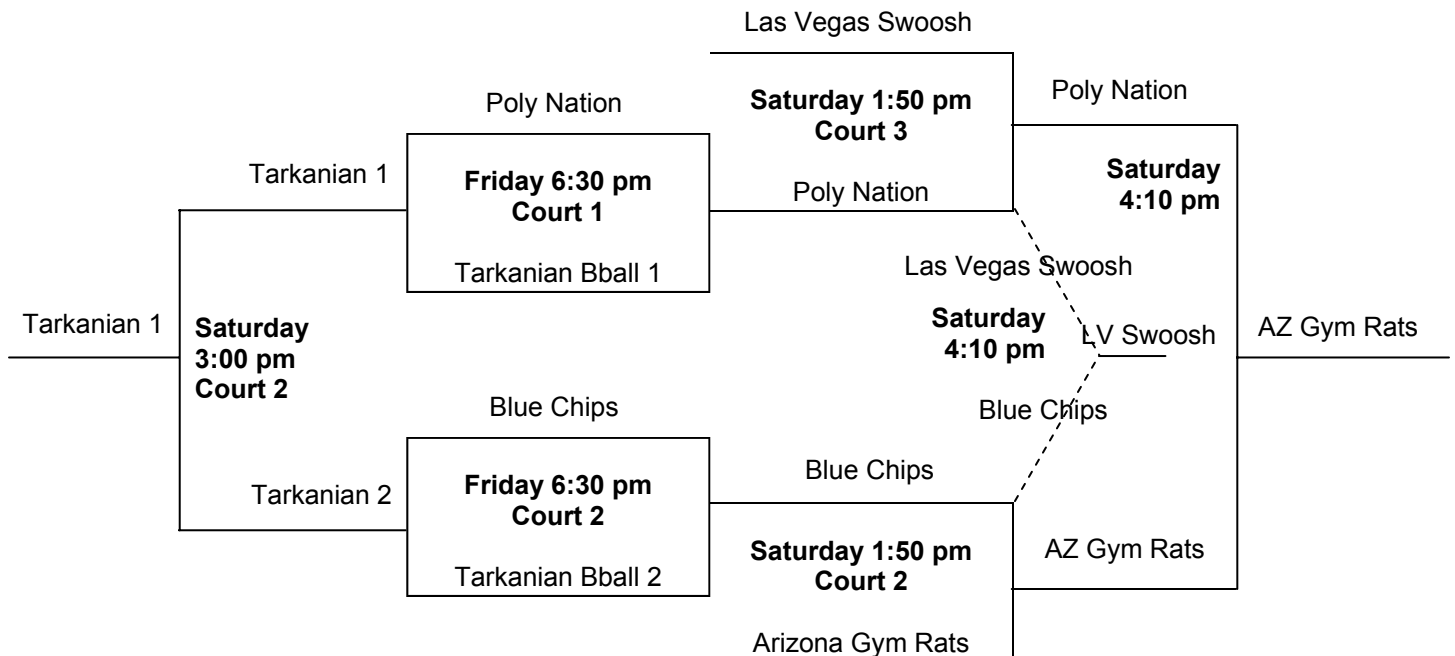 Las Vegas Swoosh
Poly Nation
Saturday 1:50 pm
Court 3
Poly Nation
Tarkanian 1
Friday 6:30 pm
Court 1
Poly Nation
Saturday
4:10 pm
Tarkanian Bball 1
Las Vegas Swoosh
Tarkanian 1
Saturday
3:00 pm
Court 2
Saturday
4:10 pm
LV Swoosh
AZ Gym Rats
Blue Chips
Blue Chips
Tarkanian 2
Friday 6:30 pm
Court 2
Blue Chips
Saturday 1:50 pm
Court 2
AZ Gym Rats
Tarkanian Bball 2
Arizona Gym Rats